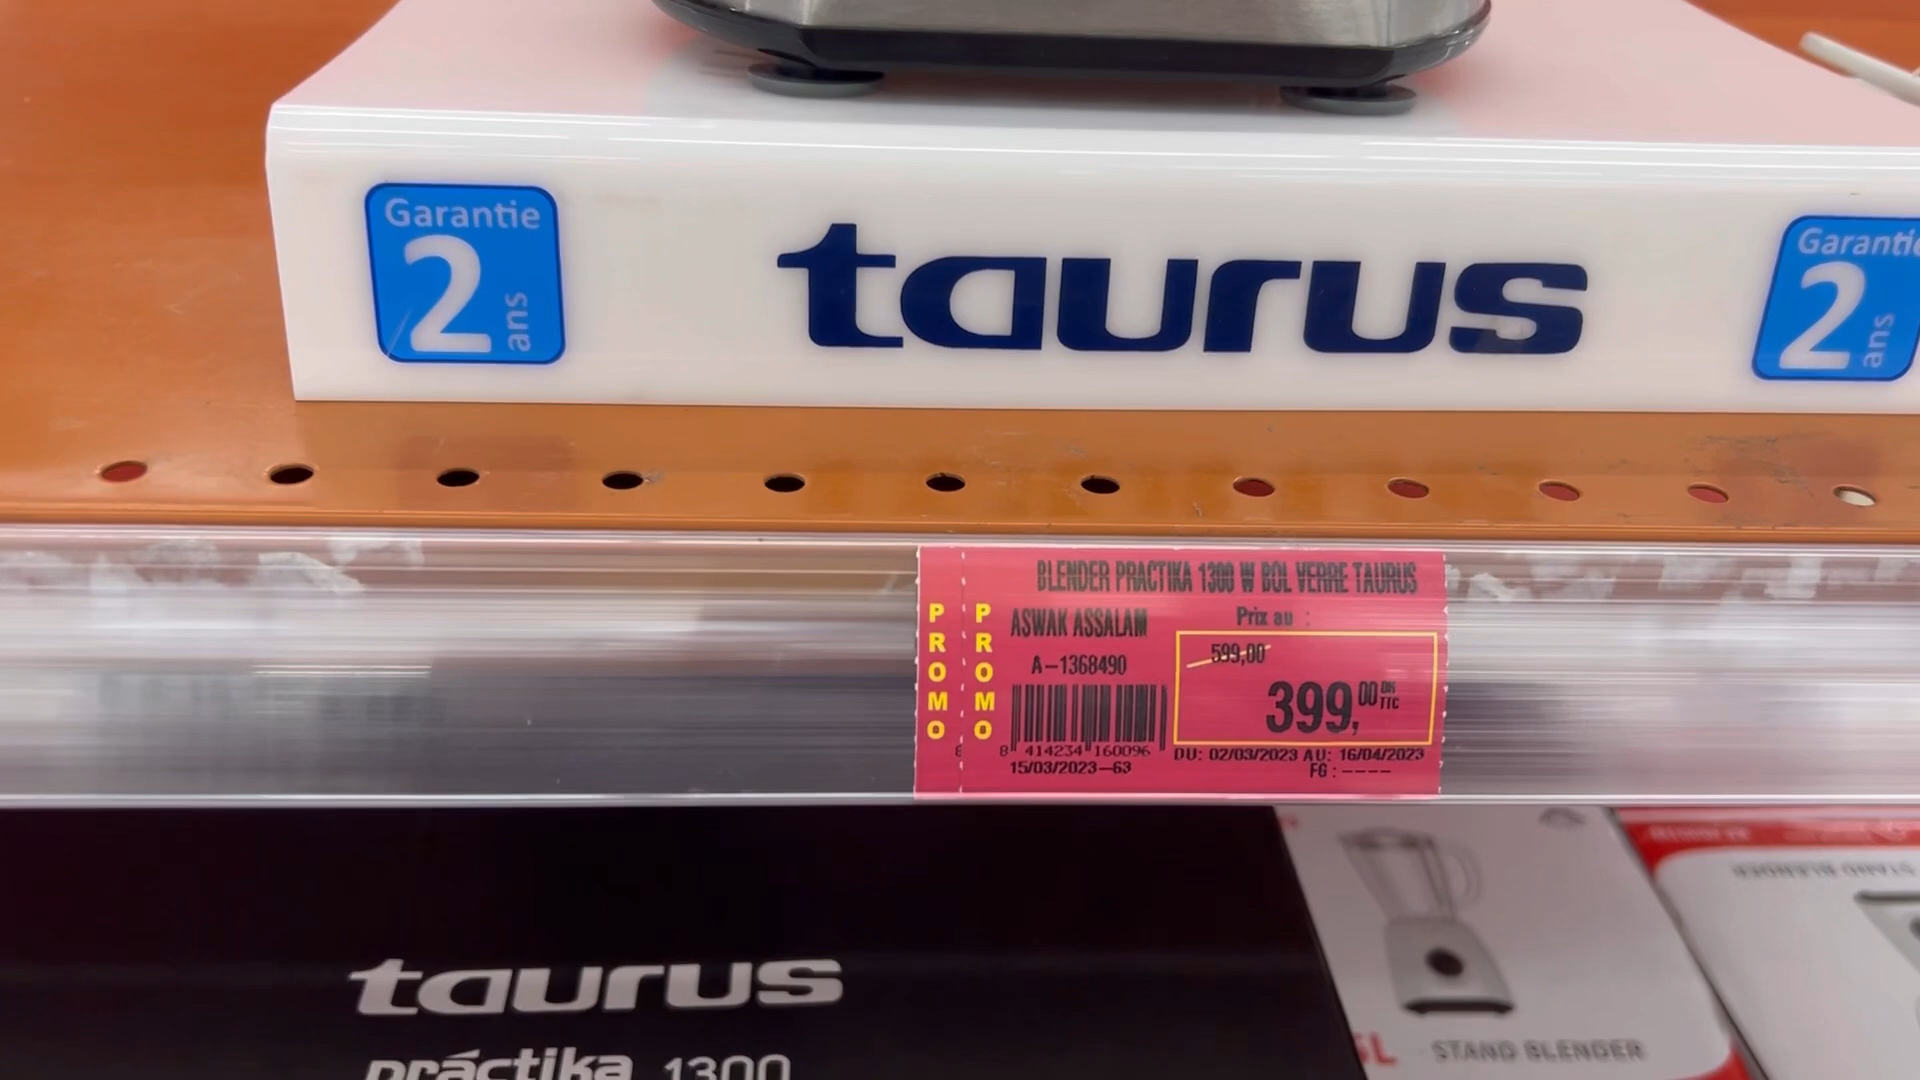 Garantie
2
ans
taurus
Garantie
2
ans
BLENDER PRACTIKA 1300 W BOL VERRE TAURUS
PROMO
PROMO
ASWAK ASSALAM
Prix au :
A-1368490
599,00
399,00 DH TTC
8 414234 160096
DU: 02/03/2023 AU: 16/04/2023
15/03/2023-63
FG : ----
taurus
práctika 1300
STAND BLENDER
STAND BLENDER